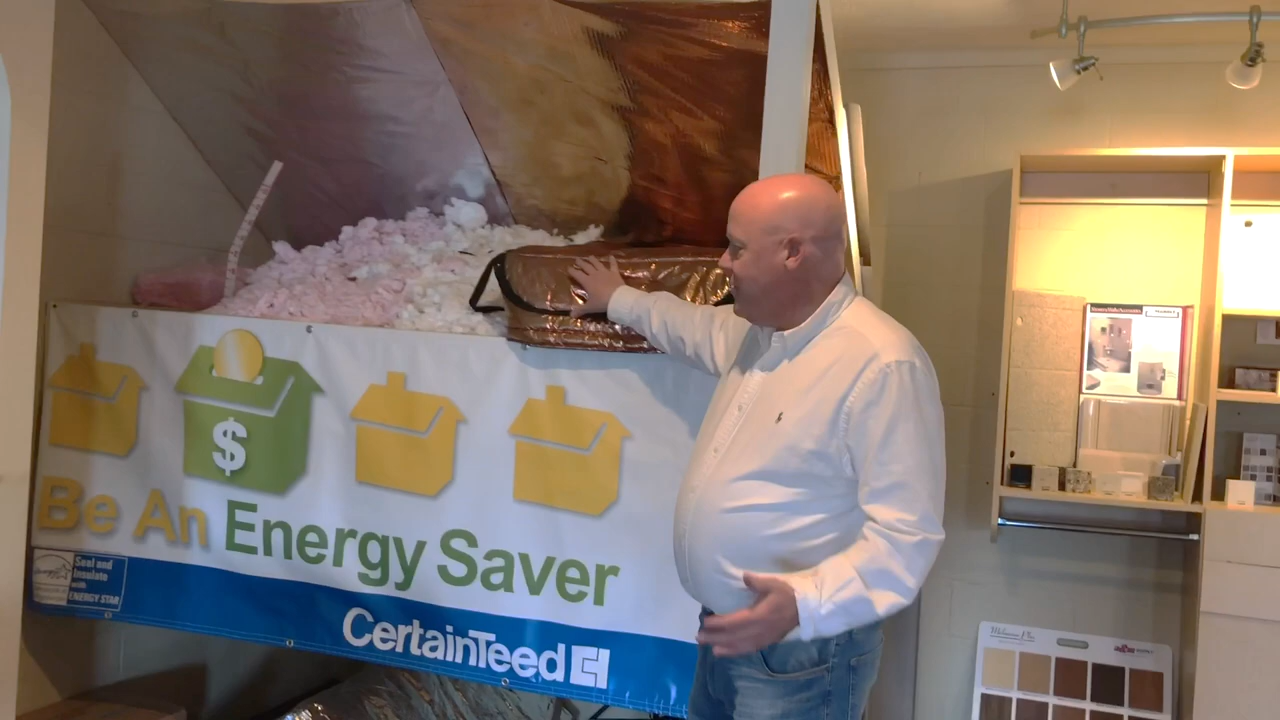 $
Be An Energy Saver
Seal and
Insulate
with
ENERGY STAR
CertainTeed